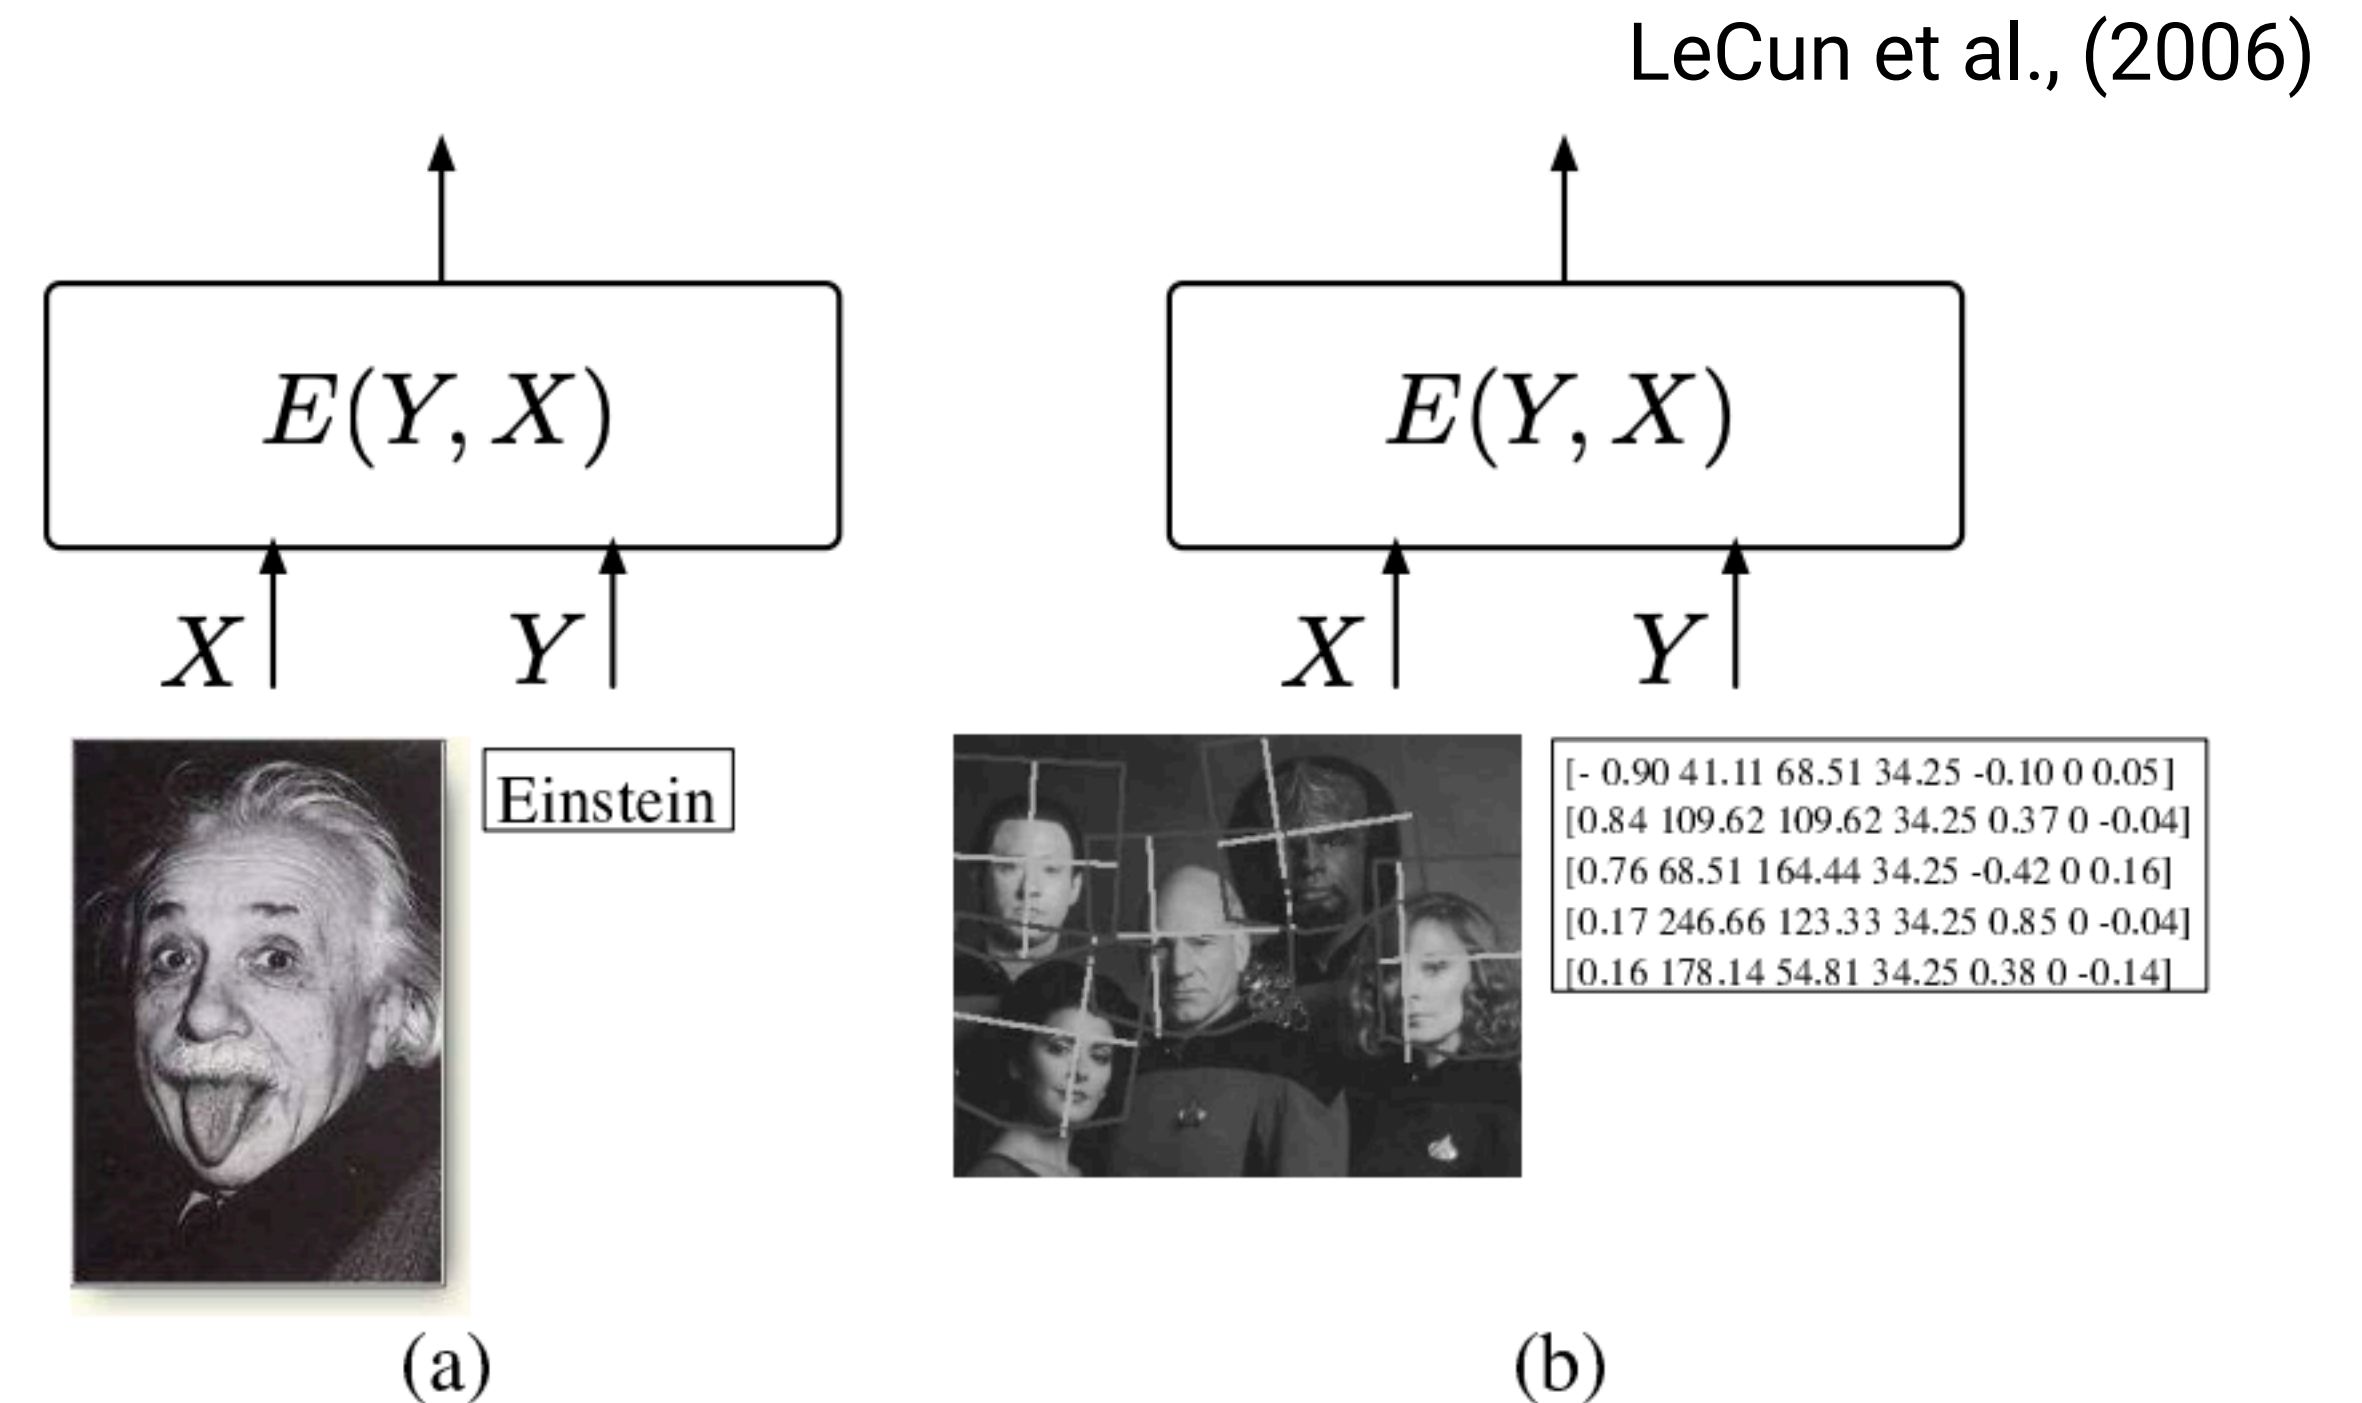 LeCun et al., (2006)
E(Y, X)
X
Y
Einstein
(a)
E(Y, X)
X
Y
[- 0.90 41.11 68.51 34.25 -0.10 0 0.05]
[0.84 109.62 109.62 34.25 0.37 0 -0.04]
[0.76 68.51 164.44 34.25 -0.42 0 0.16]
[0.17 246.66 123.33 34.25 0.85 0 -0.04]
[0.16 178.14 54.81 34.25 0.38 0 -0.14]
(b)